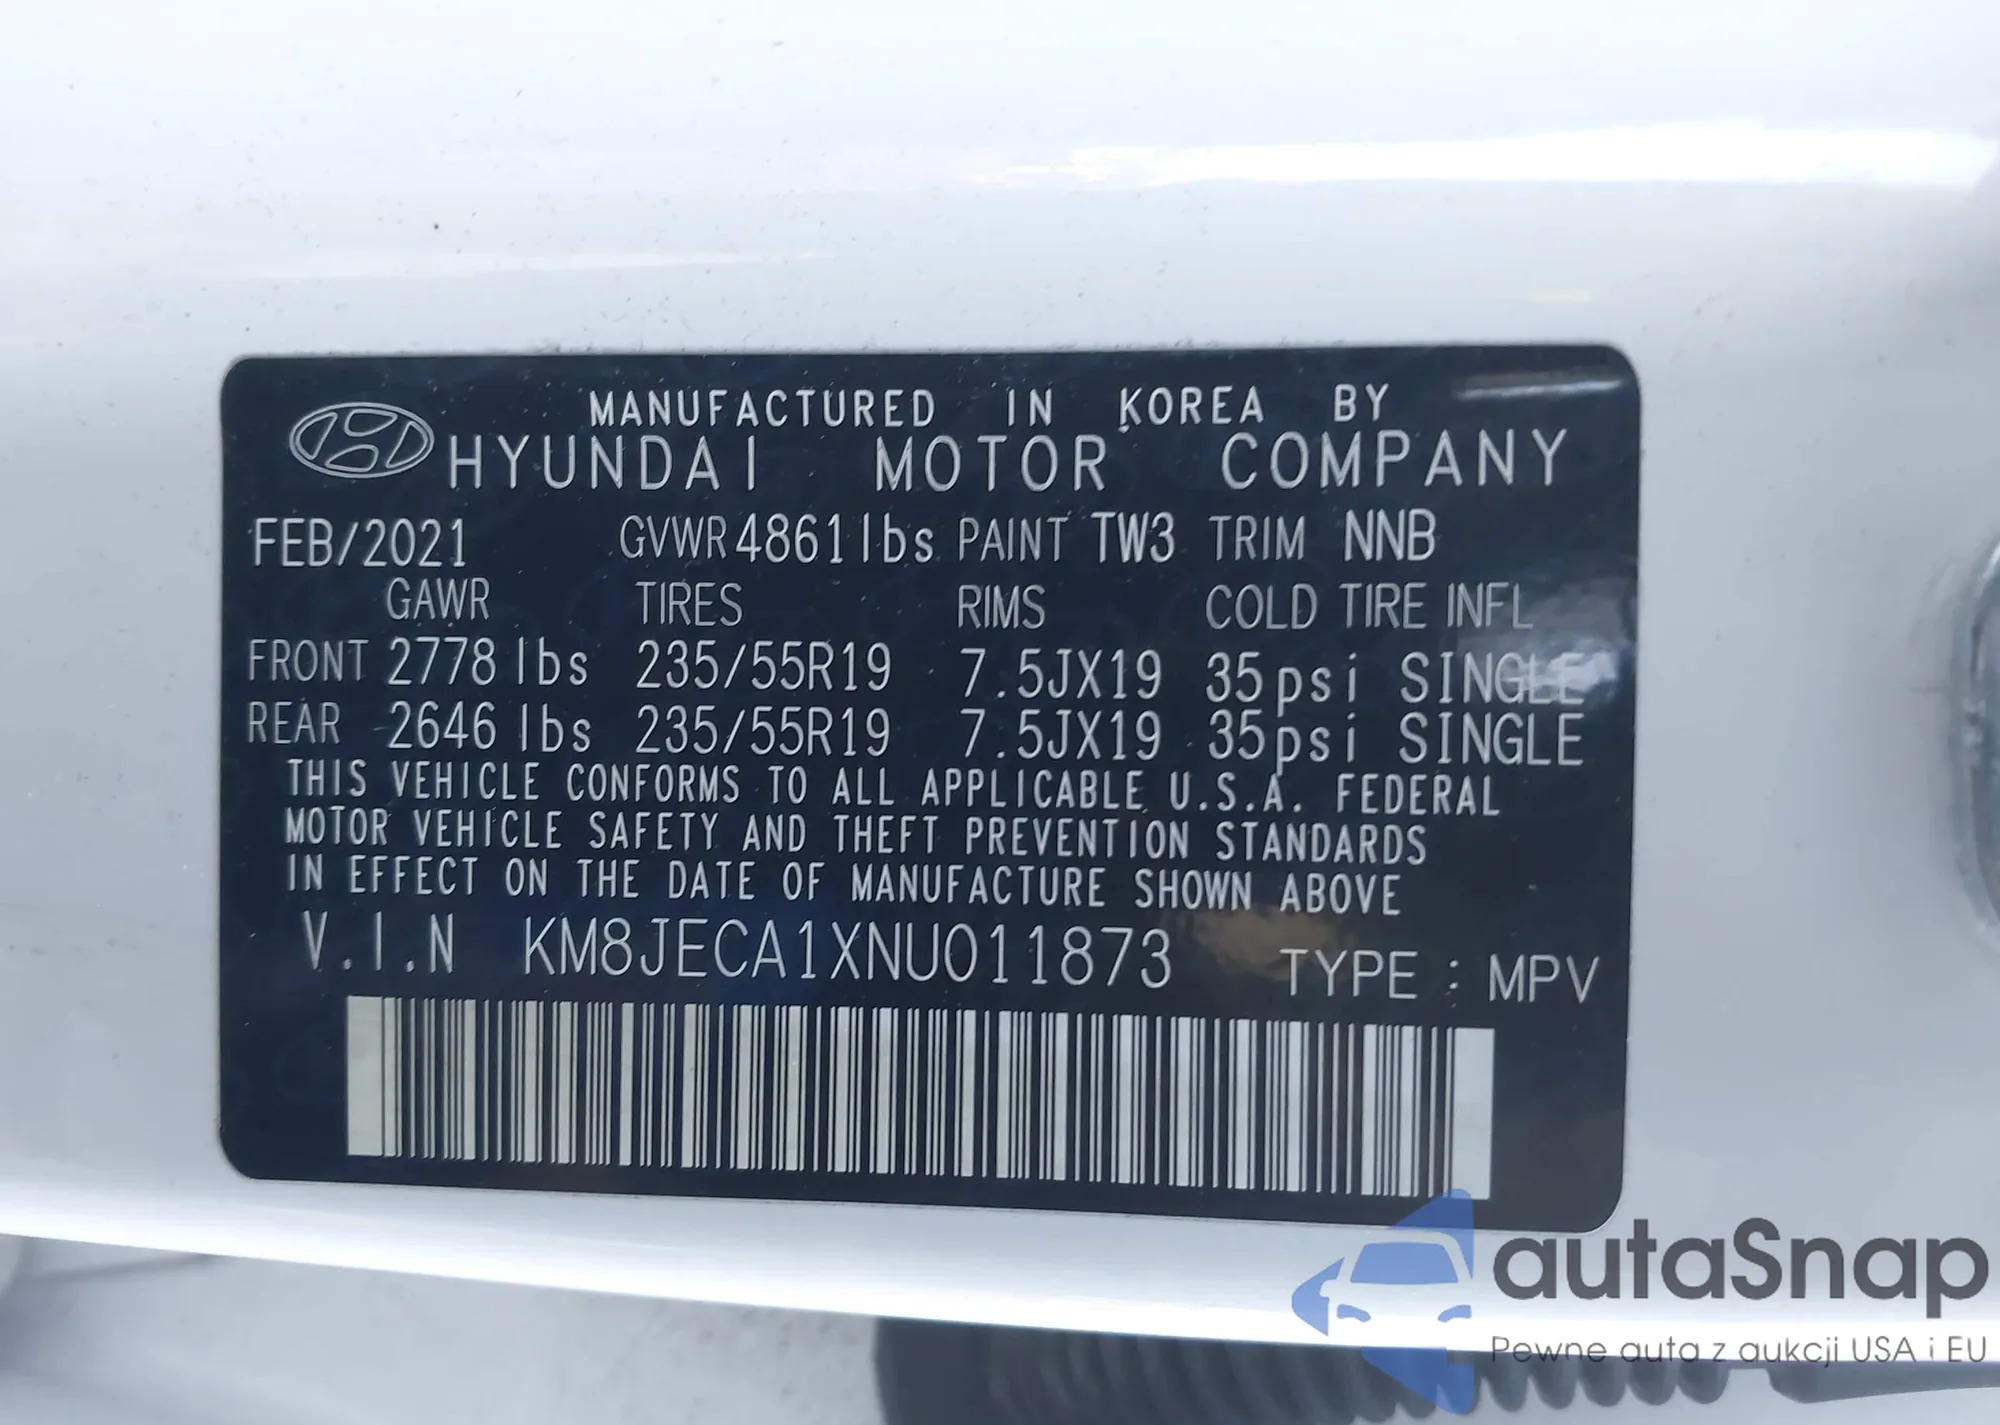 MANUFACTURED IN KOREA BY
HYUNDAI MOTOR COMPANY
FEB/2021 GVWR 4861lbs PAINT TW3 TRIM NNB
GAWR TIRES RIMS COLD TIRE INFL
FRONT 2778 lbs 235/55R19 7.5JX19 35psi SINGLE
REAR 2646 lbs 235/55R19 7.5JX19 35psi SINGLE
THIS VEHICLE CONFORMS TO ALL APPLICABLE U.S.A. FEDERAL
MOTOR VEHICLE SAFETY AND THEFT PREVENTION STANDARDS
IN EFFECT ON THE DATE OF MANUFACTURE SHOWN ABOVE
V.I.N KM8JECA1XNU011873 TYPE : MPV
autaSnap
Pewne auta z aukcji USA i EU